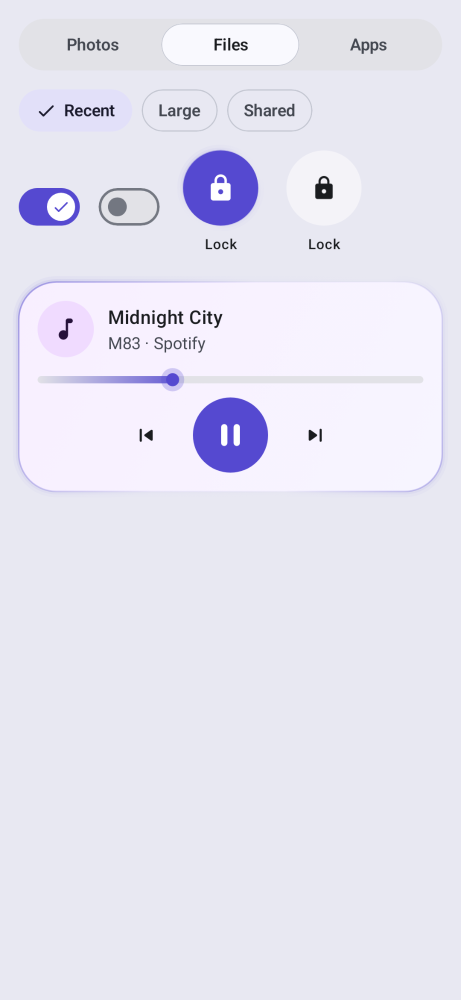 Photos Files Apps
Recent Large Shared
Lock Lock
Midnight City
M83 · Spotify